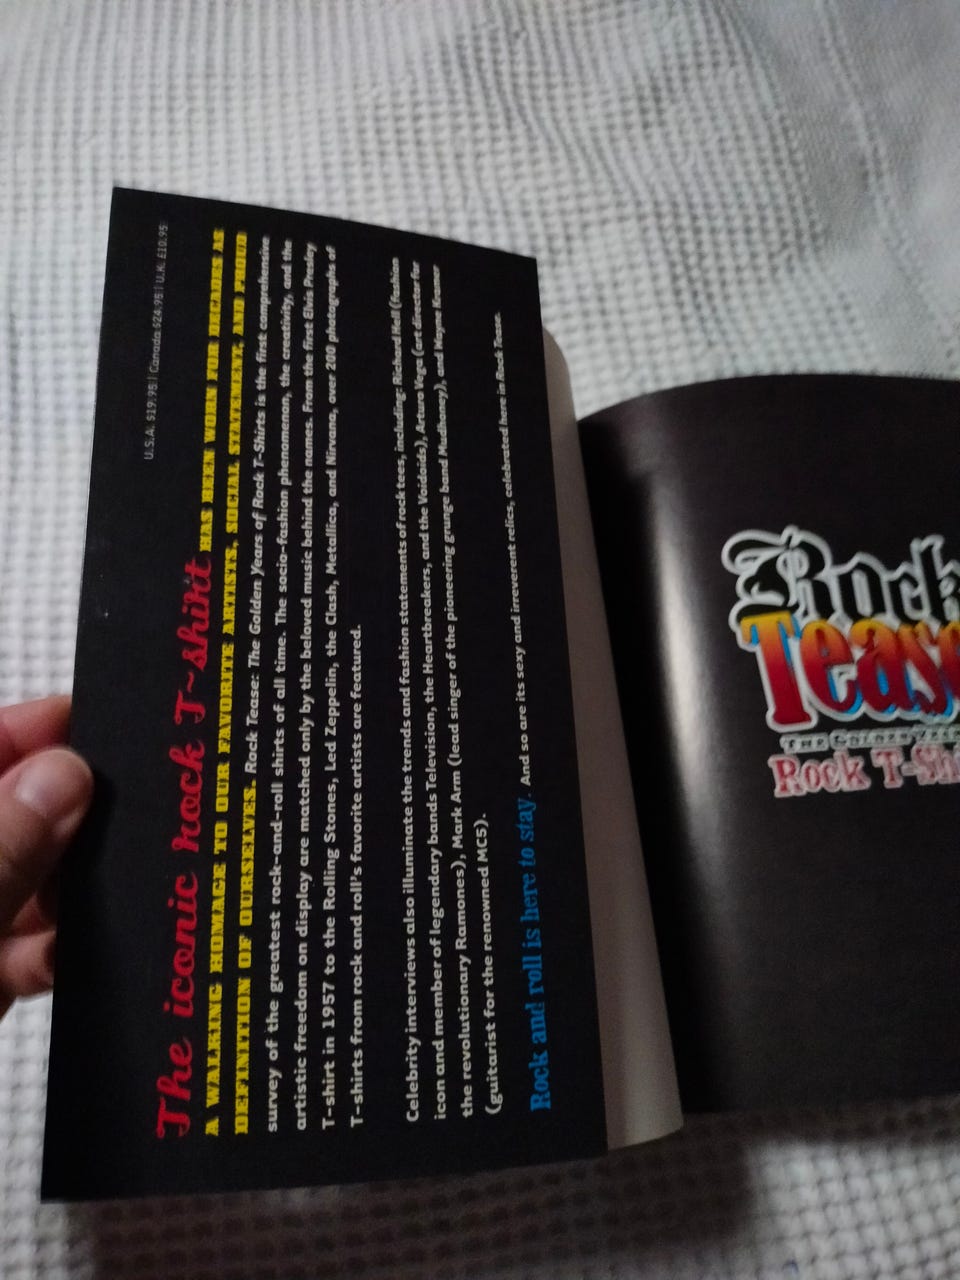 U.S.A. $19.95 | Canada $24.95 | U.K. £10.95
The iconic rock T-shirt HAS BEEN WORN FOR DECADES AS
A WALKING HOMAGE TO OUR FAVORITE ARTISTS, SOCIAL STATEMENT, AND PROUD
DEFINITION OF OURSELVES. Rock Tease: The Golden Years of Rock T-Shirts is the first comprehensive
survey of the greatest rock-and-roll shirts of all time. The socio-fashion phenomenon, the creativity, and the
artistic freedom on display are matched only by the beloved music behind the names. From the first Elvis Presley
T-shirt in 1957 to the Rolling Stones, Led Zeppelin, the Clash, Metallica, and Nirvana, over 200 photographs of
T-shirts from rock and roll's favorite artists are featured.
Celebrity interviews also illuminate the trends and fashion statements of rock tees, including Richard Hell (fashion
icon and member of legendary bands Television, the Heartbreakers, and the Voidoids), Arturo Vega (art director for
the revolutionary Ramones), Mark Arm (lead singer of the pioneering grunge band Mudhoney), and Wayne Kramer
(guitarist for the renowned MC5).
Rock and roll is here to stay. And so are its sexy and irreverent relics, celebrated here in Rock Tease.
Rock
Tease
THE GOLDEN
Rock T-Shi